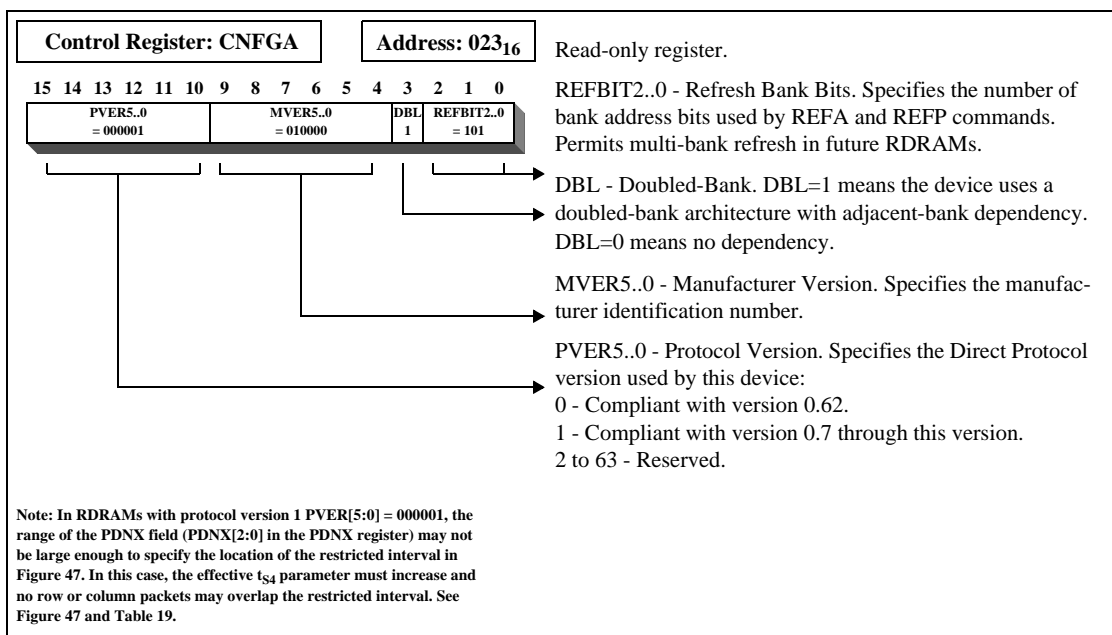 Control Register: CNFGA
Address: 023₁₆
15 14 13 12 11 10 9 8 7 6 5 4 3 2 1 0
PVER5..0 MVER5..0 DBL REFBIT2..0
= 000001 = 010000 1 = 101
Read-only register.
REFBIT2..0 - Refresh Bank Bits. Specifies the number of
bank address bits used by REFA and REFP commands.
Permits multi-bank refresh in future RDRAMs.
DBL - Doubled-Bank. DBL=1 means the device uses a
doubled-bank architecture with adjacent-bank dependency.
DBL=0 means no dependency.
MVER5..0 - Manufacturer Version. Specifies the manufac-
turer identification number.
PVER5..0 - Protocol Version. Specifies the Direct Protocol
version used by this device:
0 - Compliant with version 0.62.
1 - Compliant with version 0.7 through this version.
2 to 63 - Reserved.
Note: In RDRAMs with protocol version 1 PVER[5:0] = 000001, the
range of the PDNX field (PDNX[2:0] in the PDNX register) may not
be large enough to specify the location of the restricted interval in
Figure 47. In this case, the effective tS4 parameter must increase and
no row or column packets may overlap the restricted interval. See
Figure 47 and Table 19.